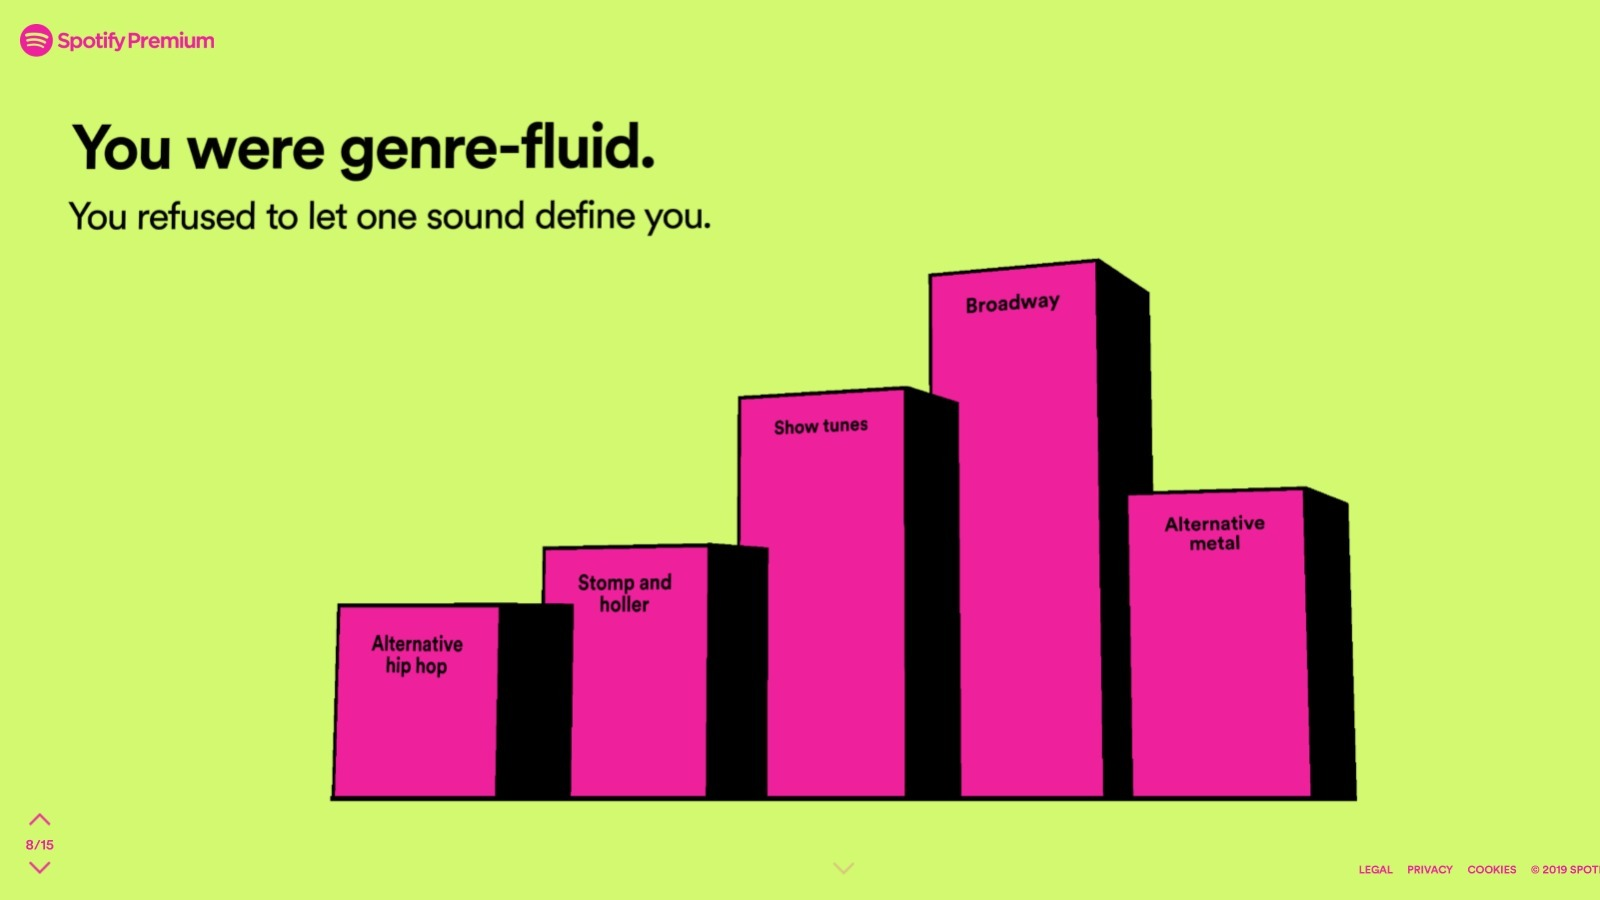 Spotify Premium
You were genre-fluid.
You refused to let one sound define you.
Broadway
Show tunes
Alternative
metal
Stomp and
holler
Alternative
hip hop
8/15
LEGAL PRIVACY COOKIES © 2019